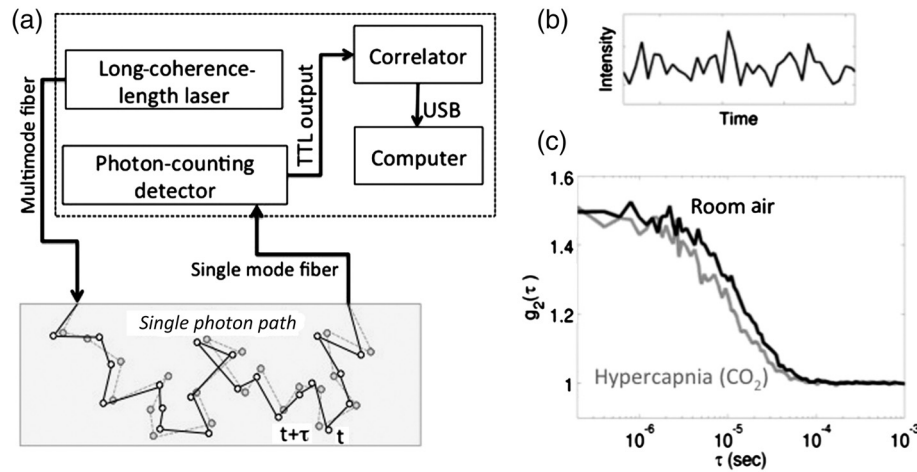 (a)
Long-coherence-
length laser
Photon-counting
detector
Correlator
Computer
Multimode fiber
TTL output
USB
Single mode fiber
Single photon path
t+τ
t
(b)
Intensity
Time
(c)
1.6
1.4
1.2
1
g₂(τ)
Room air
Hypercapnia (CO₂)
10⁻⁶
10⁻⁵
10⁻⁴
10⁻³
τ (sec)